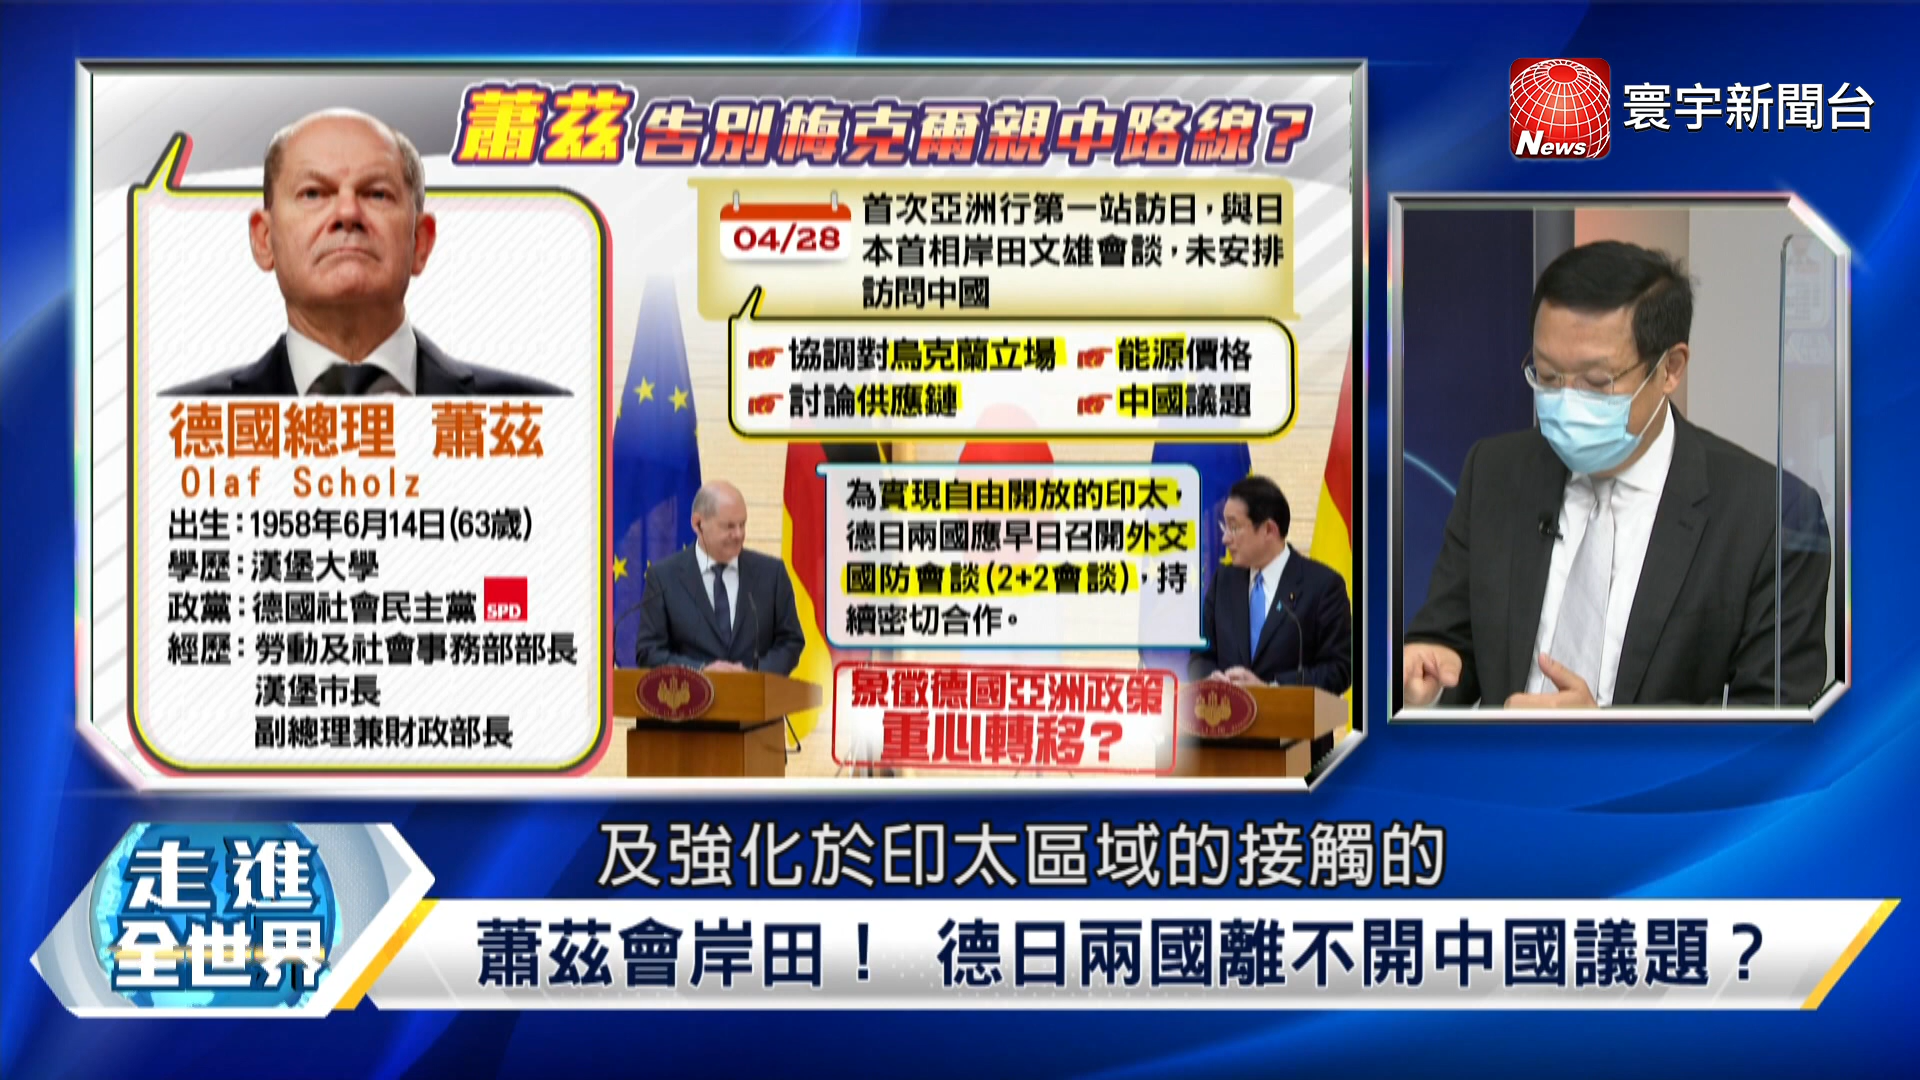 蕭茲告別梅克爾親中路線?
News
寰宇新聞台
04/28
首次亞洲行第一站訪日,與日
本首相岸田文雄會談,未安排
訪問中國
協調對烏克蘭立場
能源價格
討論供應鏈
中國議題
德國總理 蕭茲
Olaf Scholz
出生:1958年6月14日(63歲)
學歷:漢堡大學
政黨:德國社會民主黨 SPD
經歷:勞動及社會事務部部長
漢堡市長
副總理兼財政部長
為實現自由開放的印太,
德日兩國應早日召開外交
國防會談(2+2會談),持
續密切合作。
象徵德國亞洲政策
重心轉移?
及強化於印太區域的接觸的
走進
全世界
蕭茲會岸田! 德日兩國離不開中國議題?